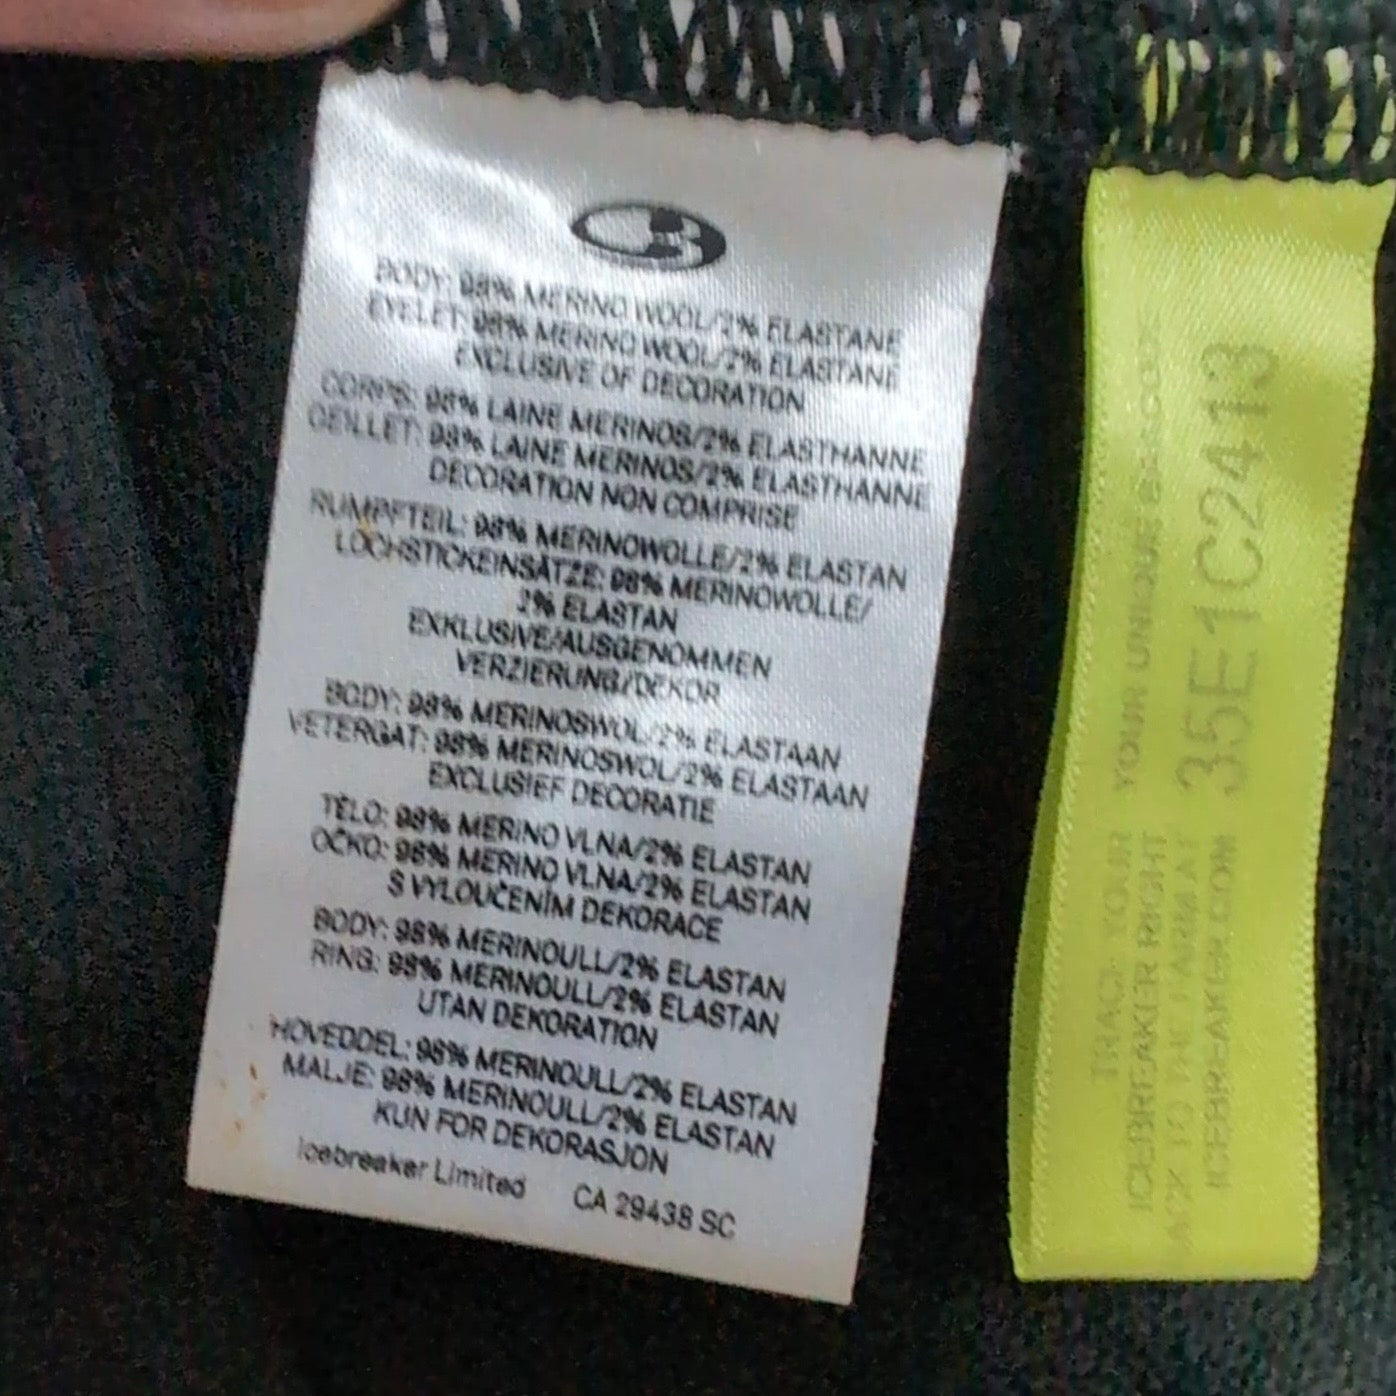 BODY: 98% MERINO WOOL/2% ELASTANE
EYELET: 98% MERINO WOOL/2% ELASTANE
EXCLUSIVE OF DECORATION
CORPS: 98% LAINE MERINOS/2% ELASTHANNE
OEILLET: 98% LAINE MERINOS/2% ELASTHANNE
DECORATION NON COMPRISE
RUMPFTEIL: 98% MERINOWOLLE/2% ELASTAN
LOCHSTICKEINSÄTZE: 98% MERINOWOLLE/
2% ELASTAN
EXKLUSIVE/AUSGENOMMEN
VERZIERUNG/DEKOR
BODY: 98% MERINOSWOL/2% ELASTAAN
VETERGAT: 98% MERINOSWOL/2% ELASTAAN
EXCLUSIEF DECORATIE
TĚLO: 98% MERINO VLNA/2% ELASTAN
OČKO: 98% MERINO VLNA/2% ELASTAN
S VYLOUČENÍM DEKORACE
BODY: 98% MERINOULL/2% ELASTAN
RING: 98% MERINOULL/2% ELASTAN
UTAN DEKORATION
HOVEDDEL: 98% MERINOULL/2% ELASTAN
MALJE: 98% MERINOULL/2% ELASTAN
KUN FOR DEKORASJON
Icebreaker Limited CA 29438 SC
TRACE YOUR
ICEBREAKER RIGHT
BACK TO THE FARM AT
ICEBREAKER.COM
YOUR UNIQUE BAACODE
35E1C2413